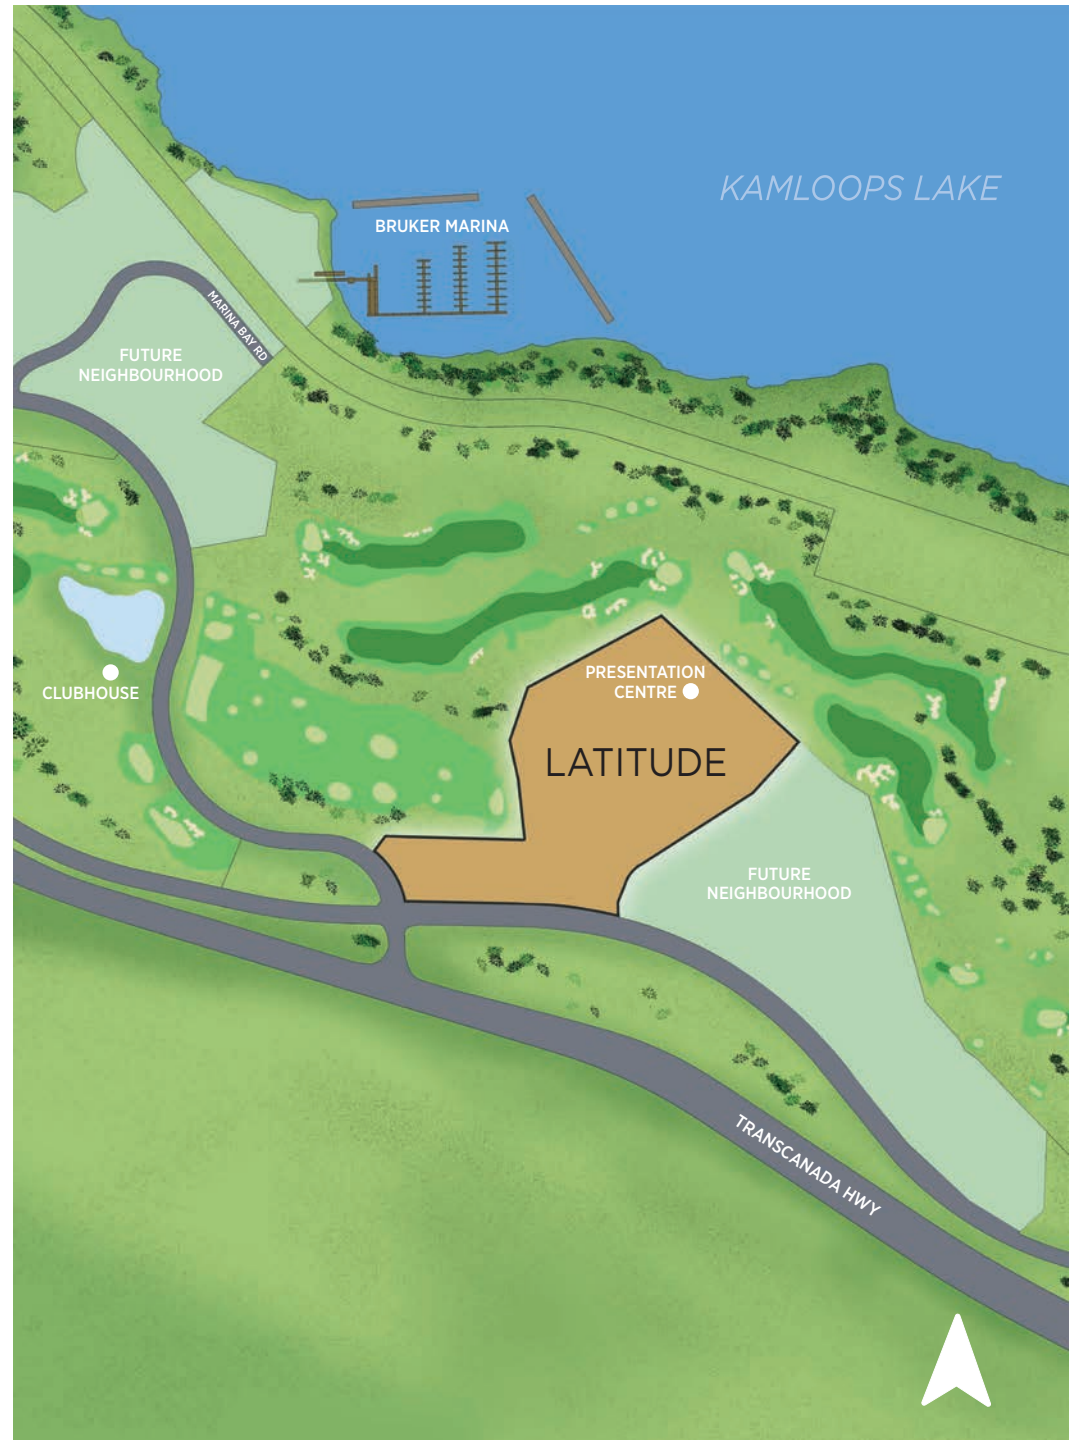 KAMLOOPS LAKE
BRUKER MARINA
MARINA BAY RD
FUTURE
NEIGHBOURHOOD
PRESENTATION
CENTRE
CLUBHOUSE
LATITUDE
FUTURE
NEIGHBOURHOOD
TRANSCANADA HWY